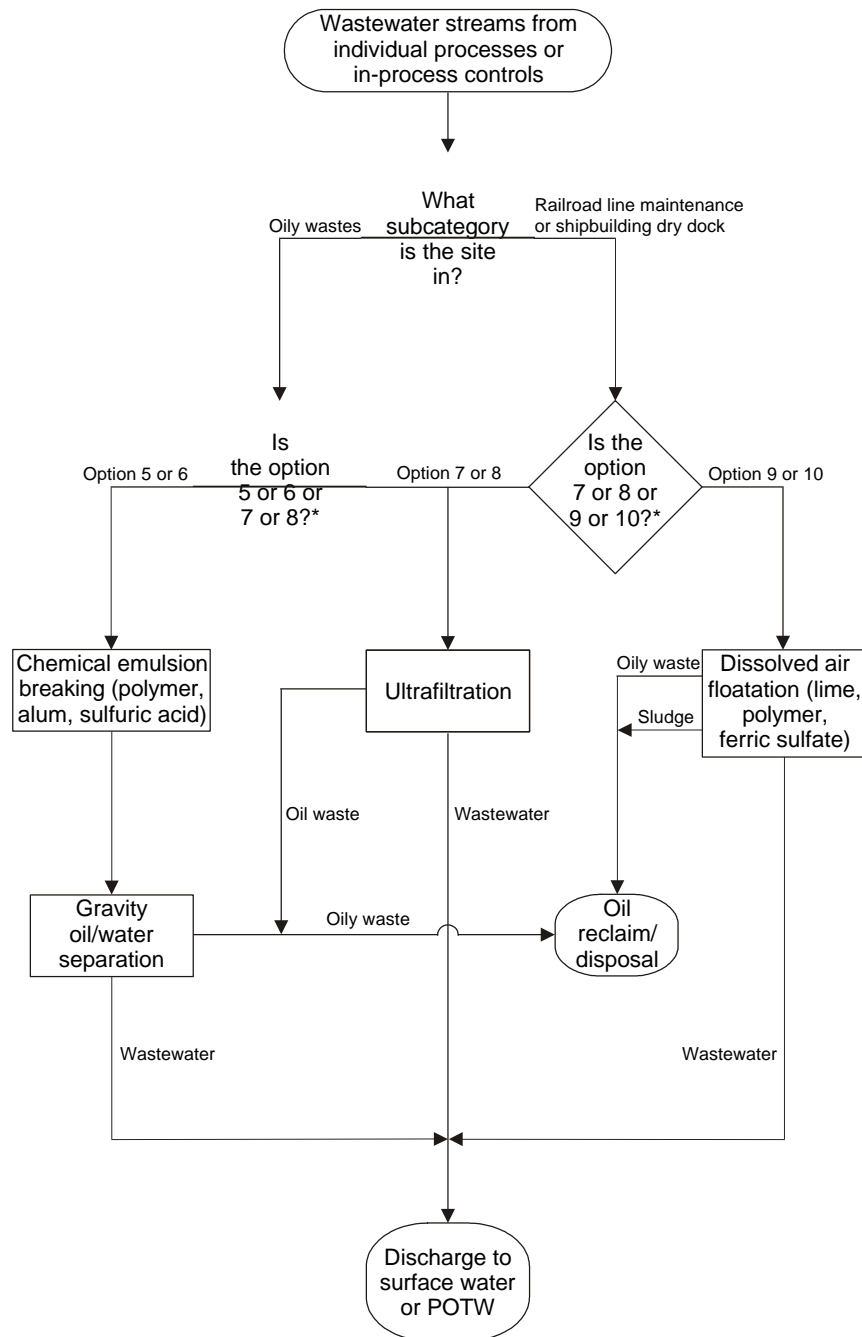 Wastewater streams from
individual processes or
in-process controls
What
subcategory
is the site
in?
Oily wastes
Railroad line maintenance
or shipbuilding dry dock
Is
the option
5 or 6 or
7 or 8?*
Option 5 or 6
Option 7 or 8
Is the
option
7 or 8 or
9 or 10?*
Option 9 or 10
Chemical emulsion
breaking (polymer,
alum, sulfuric acid)
Ultrafiltration
Oily waste
Sludge
Dissolved air
floatation (lime,
polymer,
ferric sulfate)
Oil waste
Wastewater
Gravity
oil/water
separation
Oily waste
Oil
reclaim/
disposal
Wastewater
Wastewater
Discharge to
surface water
or POTW